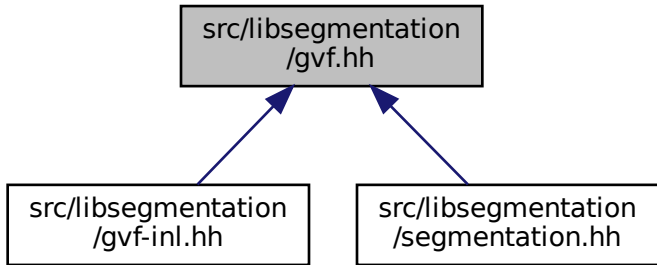 src/libsegmentation
/gvf.hh
src/libsegmentation
/gvf-inl.hh
src/libsegmentation
/segmentation.hh